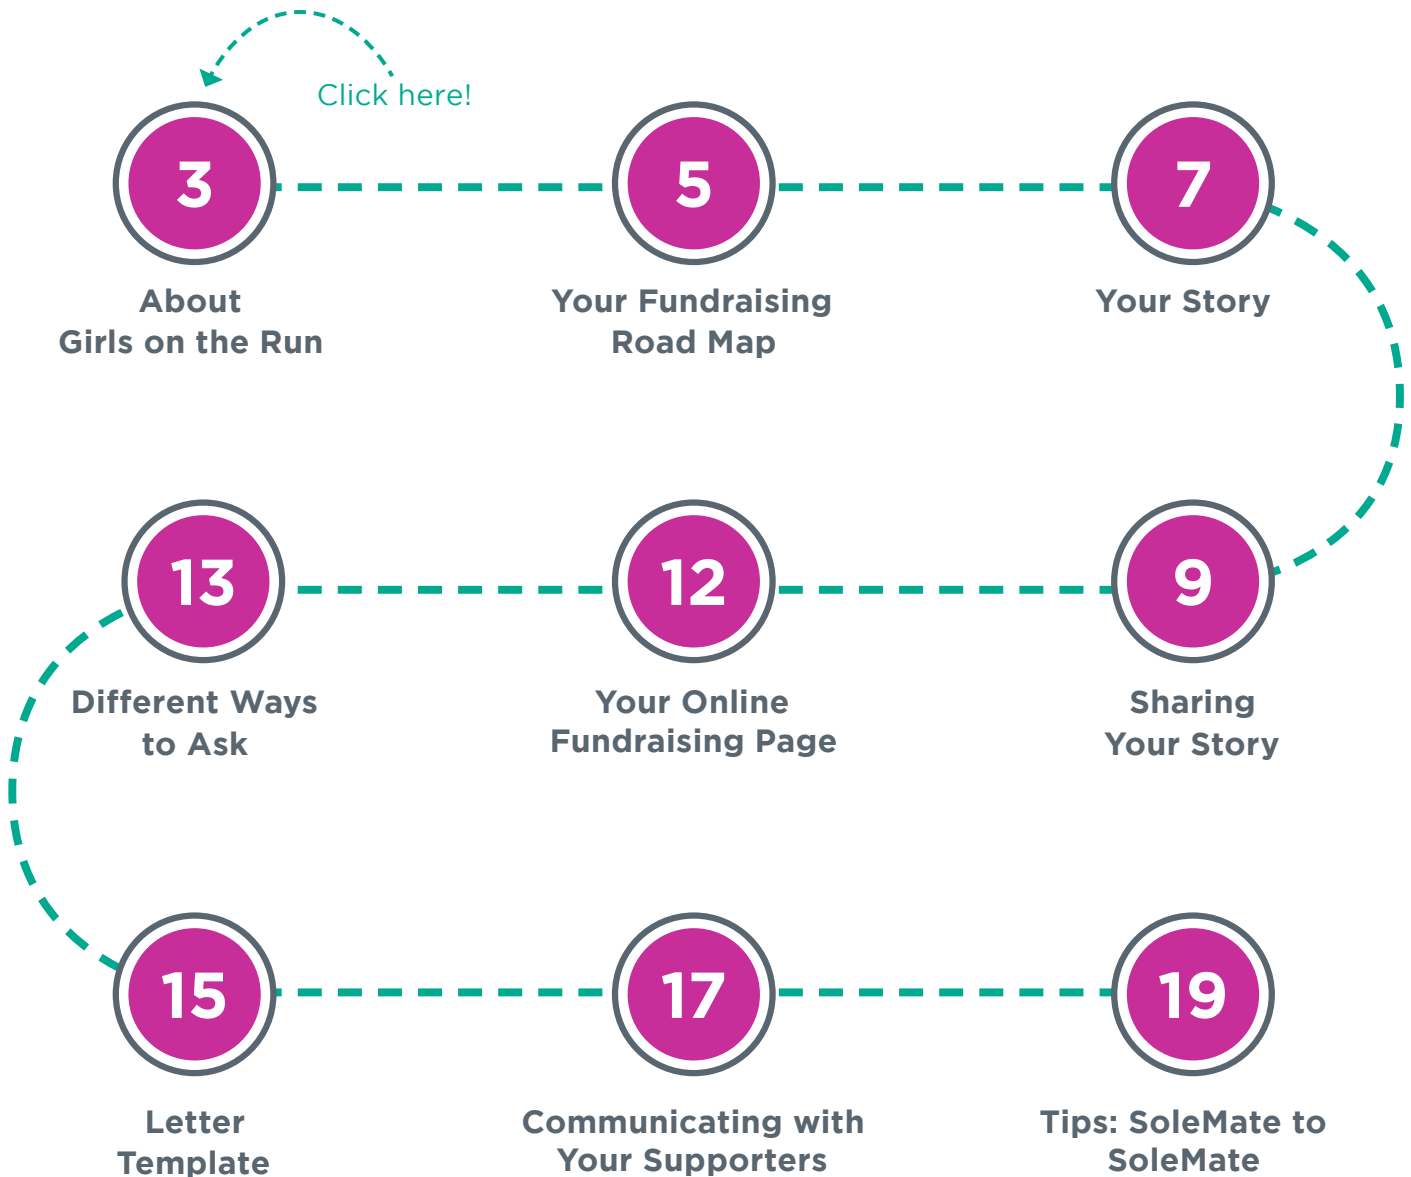 Click here!
3
5
7
About
Girls on the Run
Your Fundraising
Road Map
Your Story
13
12
9
Different Ways
to Ask
Your Online
Fundraising Page
Sharing
Your Story
15
17
19
Letter
Template
Communicating with
Your Supporters
Tips: SoleMate to
SoleMate